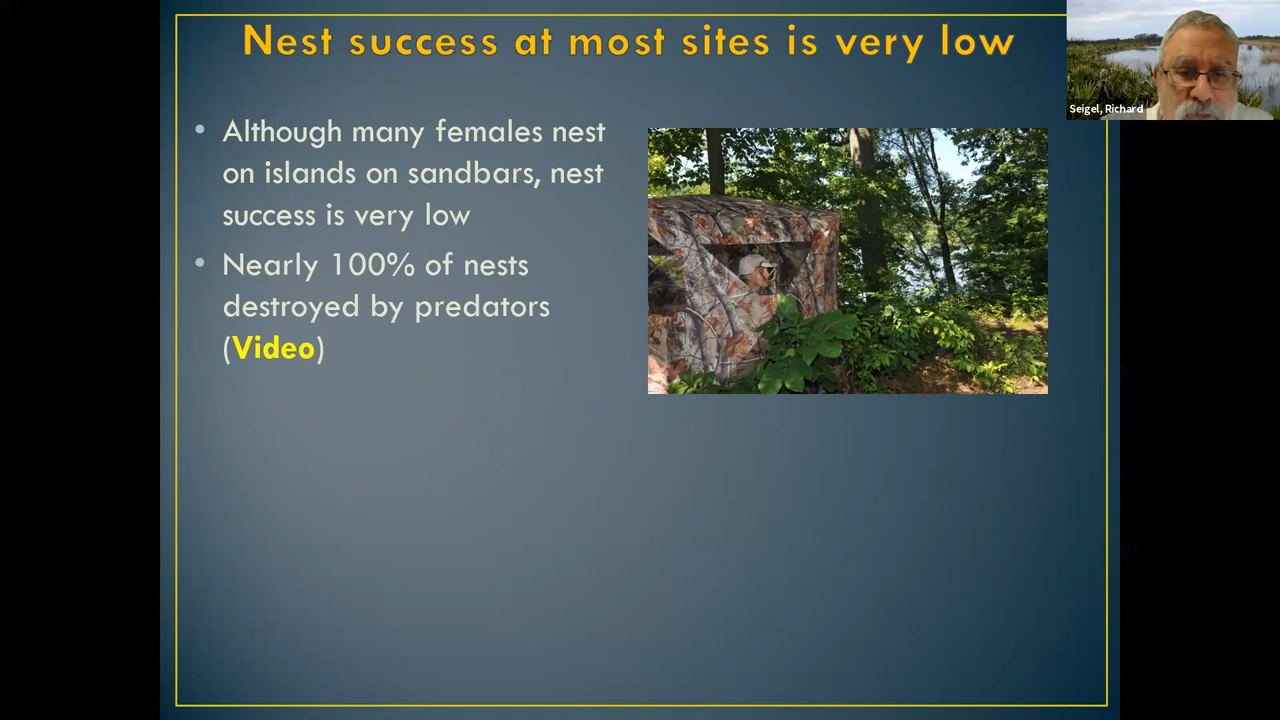 Nest success at most sites is very low
Seigel, Richard
• Although many females nest
on islands on sandbars, nest
success is very low
• Nearly 100% of nests
destroyed by predators
(Video)